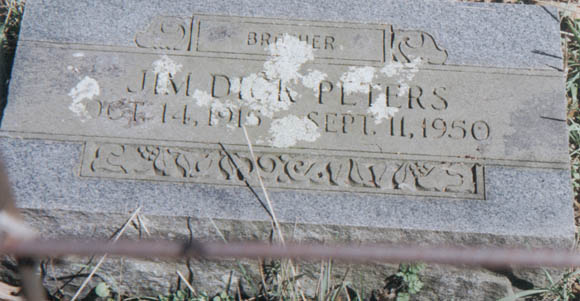 BROTHER
JIM DICK PETERS
OCT. 14, 1915 SEPT. 11, 1950